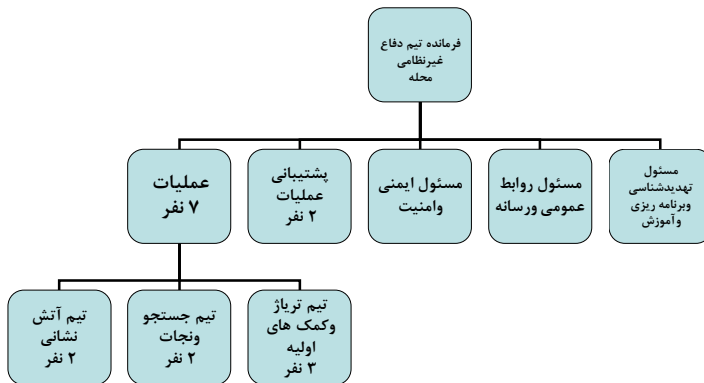 فرمانده تیم دفاع
غیرنظامی
محله
مسئول
تهدیدشناسی
وبرنامه ریزی
وآموزش
مسئول روابط
عمومی ورسانه
مسئول ایمنی
وامنیت
پشتیبانی
عملیات
۲ نفر
عملیات
۷ نفر
تیم تریاژ
وکمک های
اولیه
۳ نفر
تیم جستجو
ونجات
۲ نفر
تیم آتش
نشانی
۲ نفر